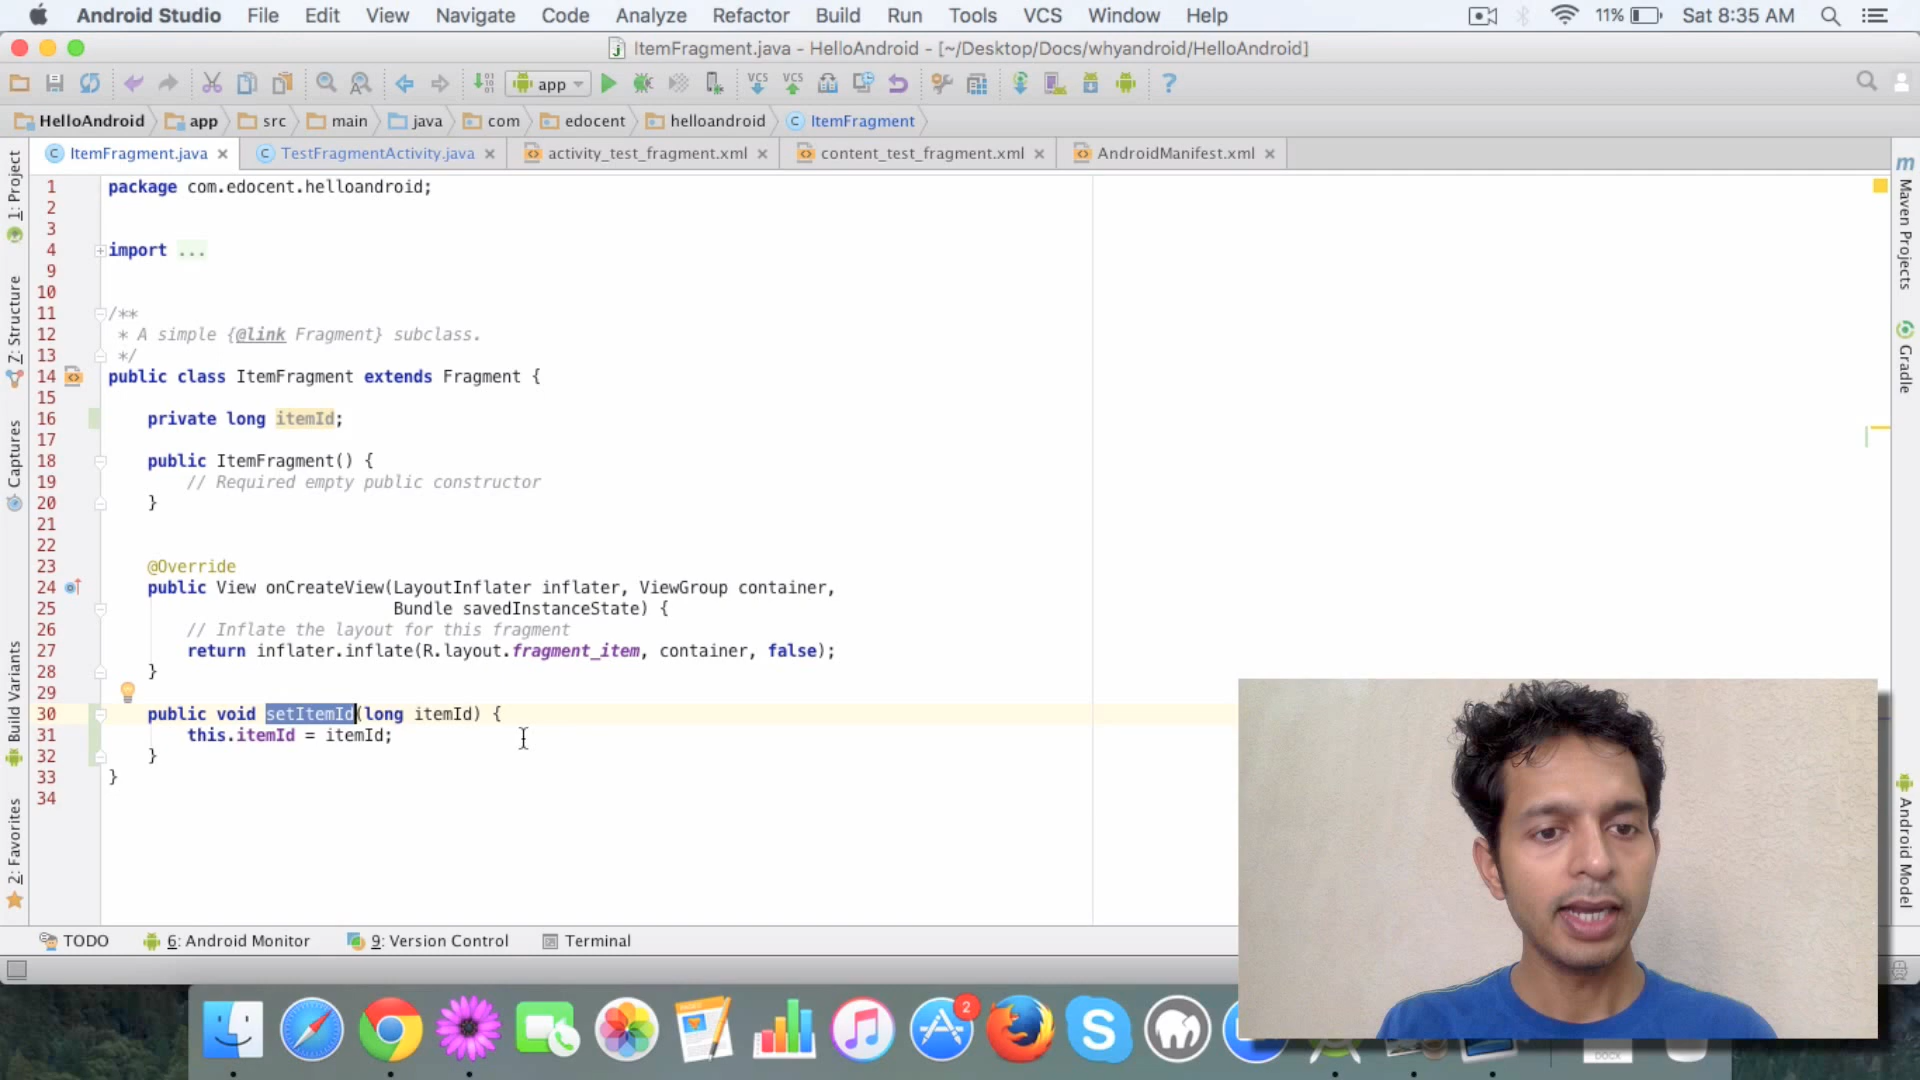 Android Studio File Edit View Navigate Code Analyze Refactor Build Run Tools VCS Window Help 11% Sat 8:35 AM
ItemFragment.java - HelloAndroid - [~/Desktop/Docs/whyandroid/HelloAndroid]
app VCS VCS ?
HelloAndroid app src main java com edocent helloandroid ItemFragment
ItemFragment.java TestFragmentActivity.java activity_test_fragment.xml content_test_fragment.xml AndroidManifest.xml
1: Project
7: Structure
Captures
Build Variants
2: Favorites
1 package com.edocent.helloandroid;
2
3
4 import ...
9
10
11 /**
12 * A simple {@link Fragment} subclass.
13 */
14 public class ItemFragment extends Fragment {
15
16 private long itemId;
17
18 public ItemFragment() {
19 // Required empty public constructor
20 }
21
22
23 @Override
24 public View onCreateView(LayoutInflater inflater, ViewGroup container,
25 Bundle savedInstanceState) {
26 // Inflate the layout for this fragment
27 return inflater.inflate(R.layout.fragment_item, container, false);
28 }
29
30 public void setItemId(long itemId) {
31 this.itemId = itemId;
32 }
33 }
34
Maven Projects
Gradle
Android Model
TODO 6: Android Monitor 9: Version Control Terminal
2
DOCX